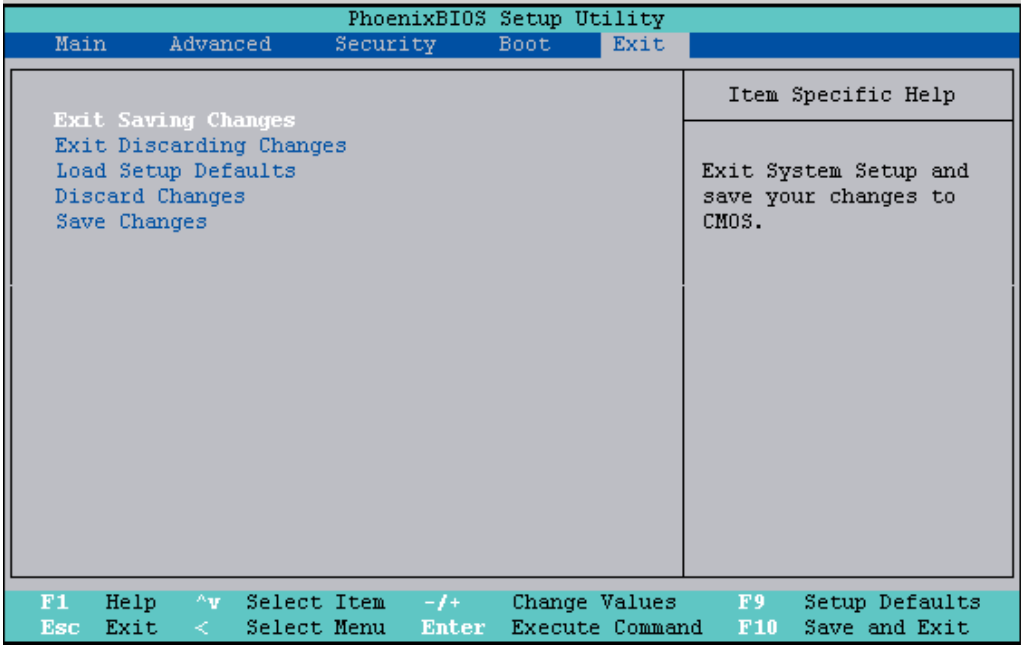 PhoenixBIOS Setup Utility
Main Advanced Security Boot Exit
Exit Saving Changes
Exit Discarding Changes
Load Setup Defaults
Discard Changes
Save Changes
Item Specific Help
Exit System Setup and
save your changes to
CMOS.
F1 Help ^v Select Item -/+ Change Values F9 Setup Defaults
Esc Exit < Select Menu Enter Execute Command F10 Save and Exit